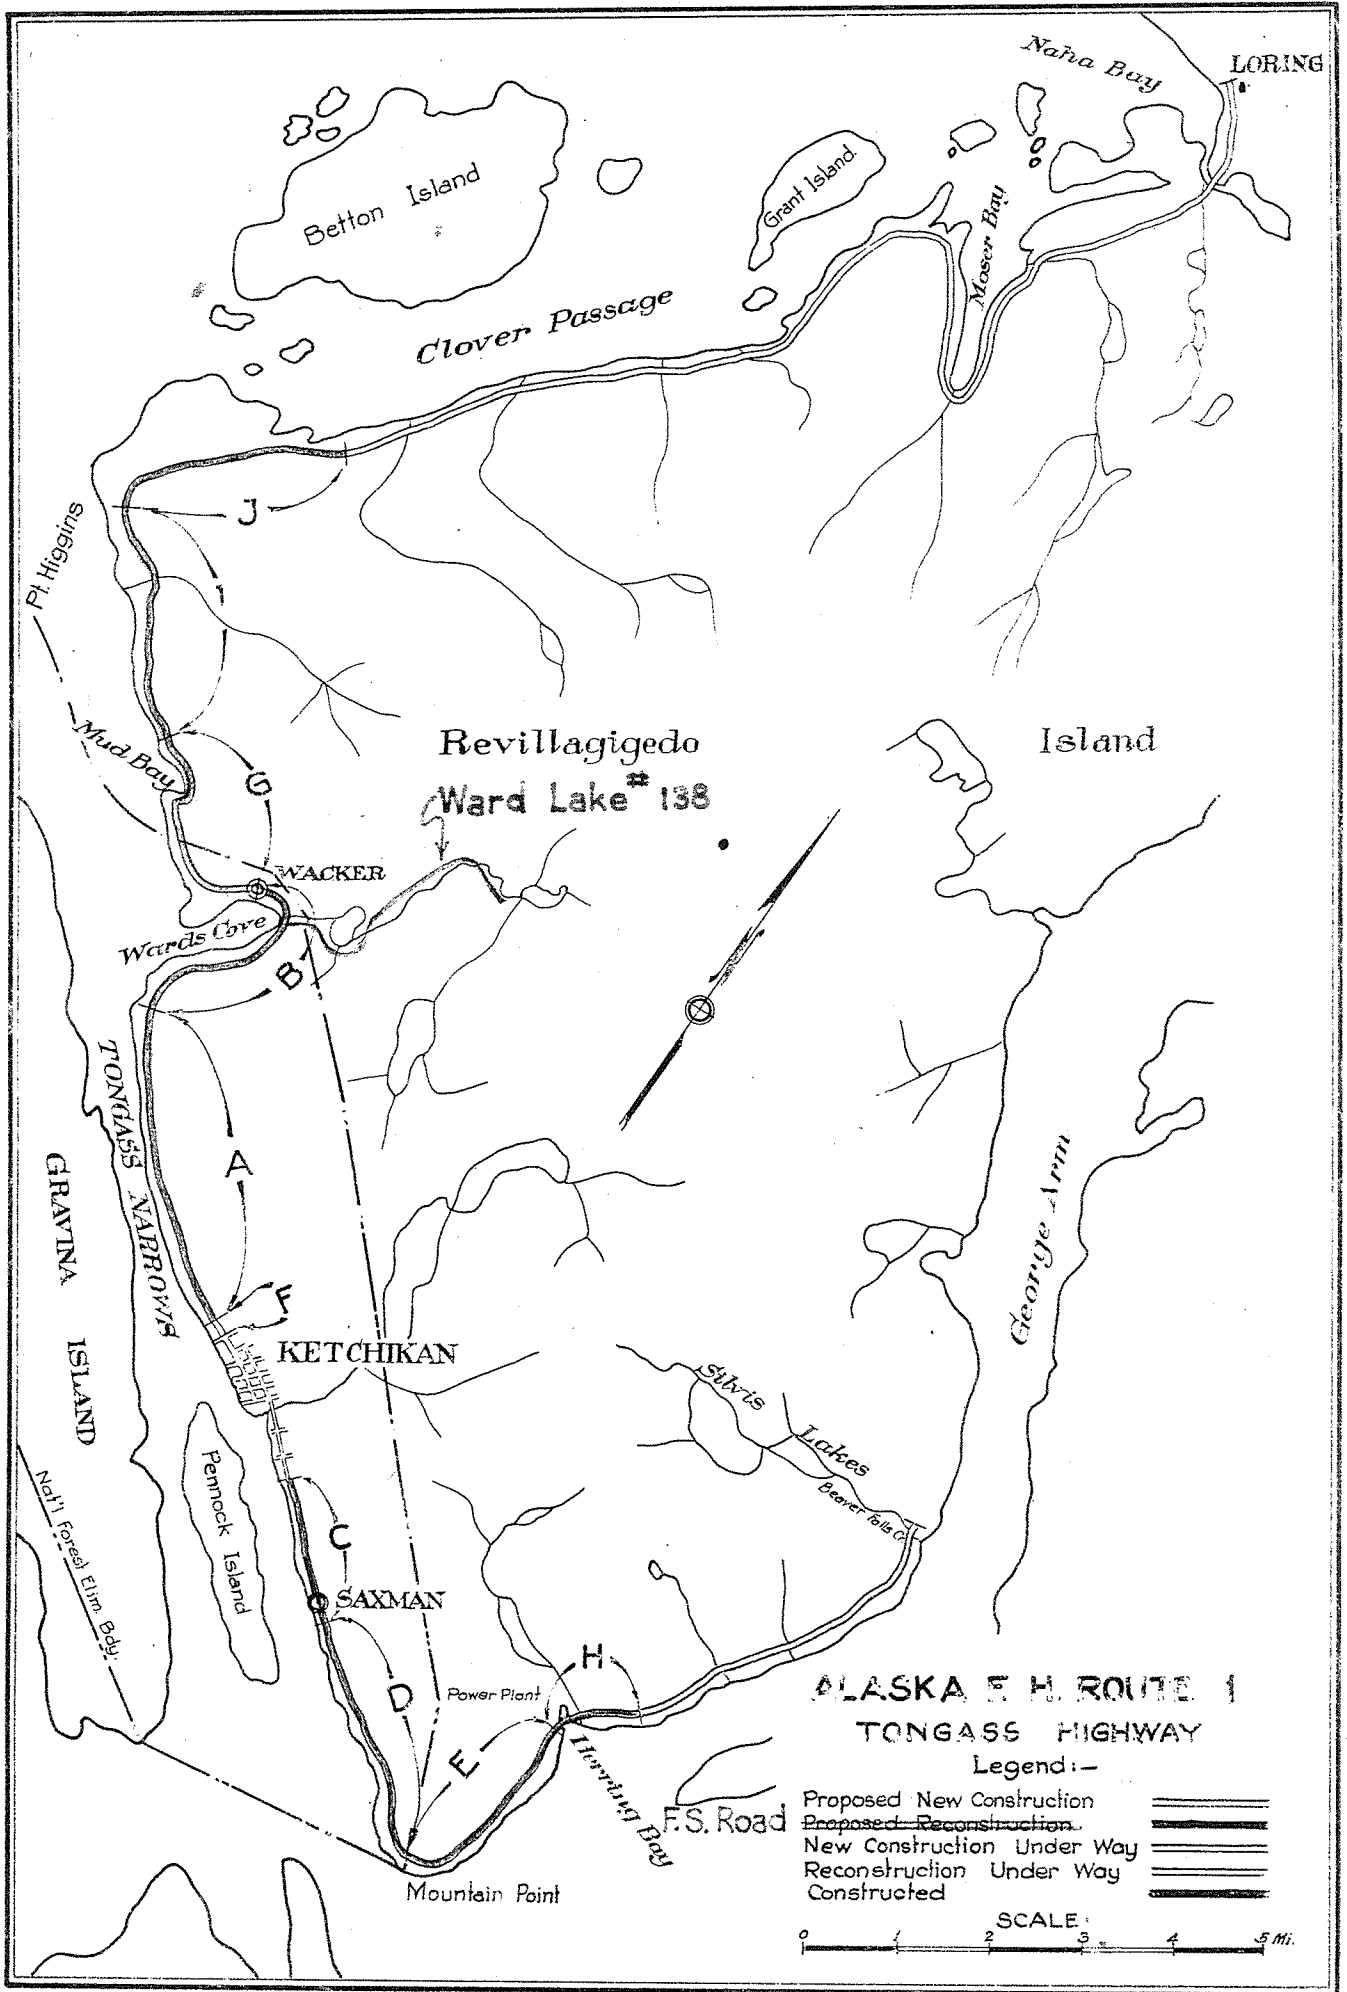 Naha Bay
LORING
Betton Island
Grant Island
Moser Bay
Clover Passage
J
Pt. Higgins
I
Mud Bay
G
Revillagigedo Island
Ward Lake # 138
WACKER
Wards Cove
B
TONGASS NARROWS
A
GRAVINA ISLAND
F
KETCHIKAN
George Arm
Silvis Lakes
Beaver Falls Cr.
Pennock Island
Nat'l Forest Elim. Bdy.
C
SAXMAN
D
Power Plant
H
E
Herring Bay
Mountain Point
ALASKA F. H. ROUTE 1
TONGASS HIGHWAY
Legend:-
Proposed New Construction
F.S. Road Proposed Reconstruction
New Construction Under Way
Reconstruction Under Way
Constructed
SCALE:
0 1 2 3 4 5 Mi.